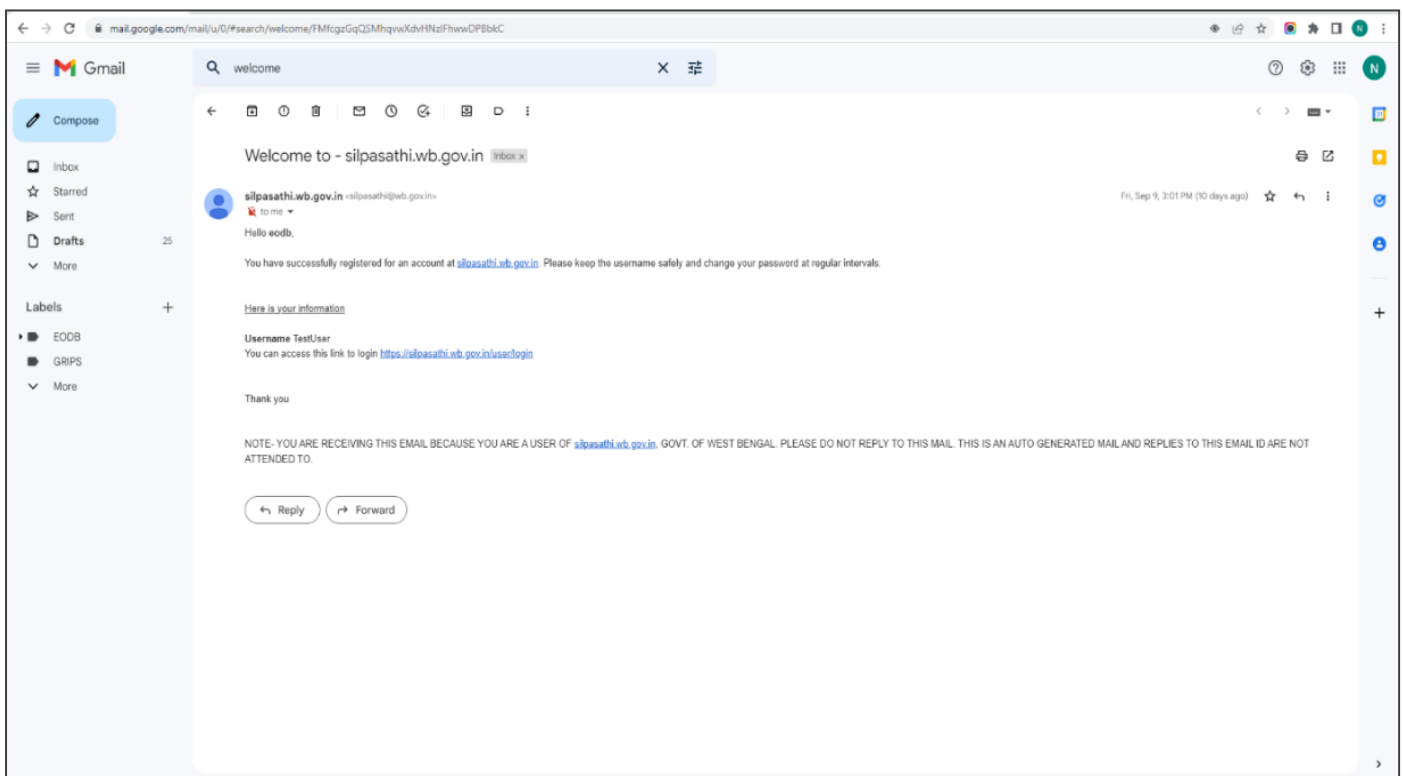 mail.google.com/mail/u/0/#search/welcome/FMfcgzGqQSMhqvwXdvHNzlFhwwDPBbkC
N
Gmail
welcome
N
Compose
Inbox
Starred
Sent
Drafts 25
More
Labels
EODB
GRIPS
More
Welcome to - silpasathi.wb.gov.in Inbox x
silpasathi.wb.gov.in <silpasathi@wb.gov.in>
Fri, Sep 9, 3:01 PM (10 days ago)
to me
Hello eodb,
You have successfully registered for an account at silpasathi.wb.gov.in. Please keep the username safely and change your password at regular intervals.
Here is your information
Username TestUser
You can access this link to login https://silpasathi.wb.gov.in/user/login
Thank you
NOTE- YOU ARE RECEIVING THIS EMAIL BECAUSE YOU ARE A USER OF silpasathi.wb.gov.in, GOVT. OF WEST BENGAL. PLEASE DO NOT REPLY TO THIS MAIL. THIS IS AN AUTO GENERATED MAIL AND REPLIES TO THIS EMAIL ID ARE NOT
ATTENDED TO.
Reply
Forward